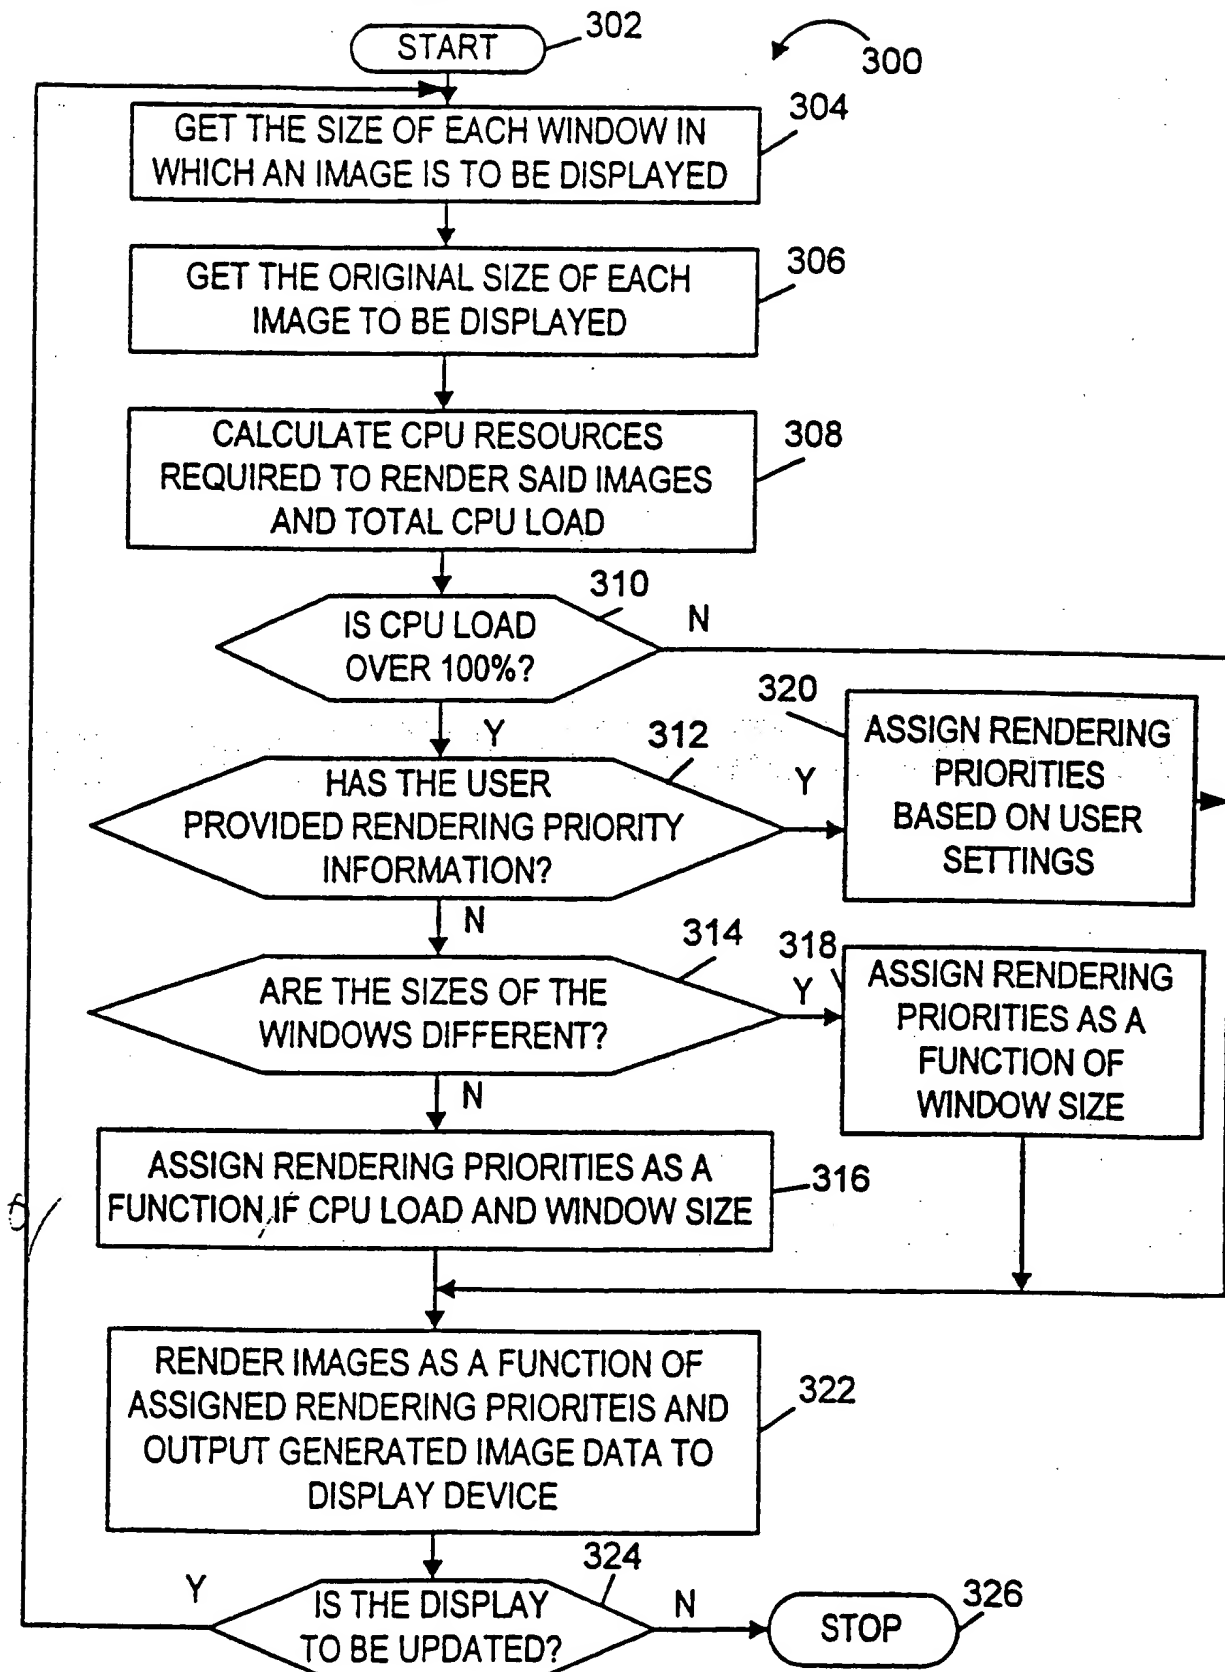 START
302
300
GET THE SIZE OF EACH WINDOW IN
WHICH AN IMAGE IS TO BE DISPLAYED
304
GET THE ORIGINAL SIZE OF EACH
IMAGE TO BE DISPLAYED
306
CALCULATE CPU RESOURCES
REQUIRED TO RENDER SAID IMAGES
AND TOTAL CPU LOAD
308
IS CPU LOAD
OVER 100%?
310
N
Y
HAS THE USER
PROVIDED RENDERING PRIORITY
INFORMATION?
312
Y
320
ASSIGN RENDERING
PRIORITIES
BASED ON USER
SETTINGS
N
ARE THE SIZES OF THE
WINDOWS DIFFERENT?
314
Y
318
ASSIGN RENDERING
PRIORITIES AS A
FUNCTION OF
WINDOW SIZE
N
ASSIGN RENDERING PRIORITIES AS A
FUNCTION IF CPU LOAD AND WINDOW SIZE
316
RENDER IMAGES AS A FUNCTION OF
ASSIGNED RENDERING PRIORITEIS AND
OUTPUT GENERATED IMAGE DATA TO
DISPLAY DEVICE
322
IS THE DISPLAY
TO BE UPDATED?
324
Y
N
STOP
326